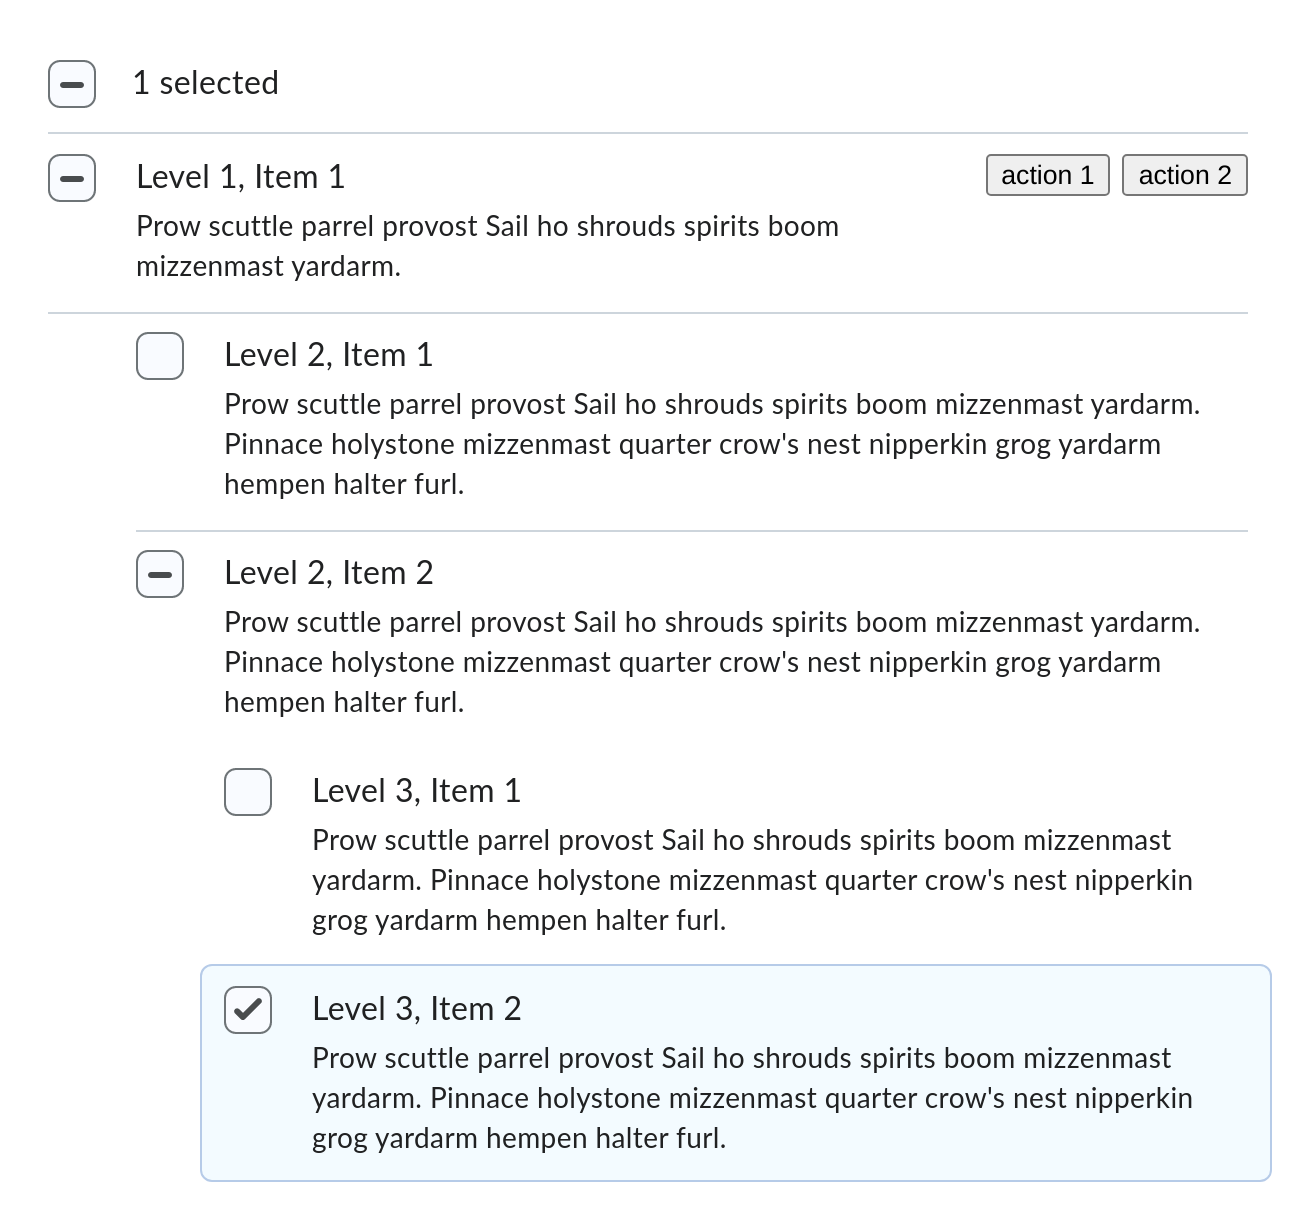 1 selected
Level 1, Item 1
action 1
action 2
Prow scuttle parrel provost Sail ho shrouds spirits boom
mizzenmast yardarm.
Level 2, Item 1
Prow scuttle parrel provost Sail ho shrouds spirits boom mizzenmast yardarm.
Pinnace holystone mizzenmast quarter crow's nest nipperkin grog yardarm
hempen halter furl.
Level 2, Item 2
Prow scuttle parrel provost Sail ho shrouds spirits boom mizzenmast yardarm.
Pinnace holystone mizzenmast quarter crow's nest nipperkin grog yardarm
hempen halter furl.
Level 3, Item 1
Prow scuttle parrel provost Sail ho shrouds spirits boom mizzenmast
yardarm. Pinnace holystone mizzenmast quarter crow's nest nipperkin
grog yardarm hempen halter furl.
Level 3, Item 2
Prow scuttle parrel provost Sail ho shrouds spirits boom mizzenmast
yardarm. Pinnace holystone mizzenmast quarter crow's nest nipperkin
grog yardarm hempen halter furl.